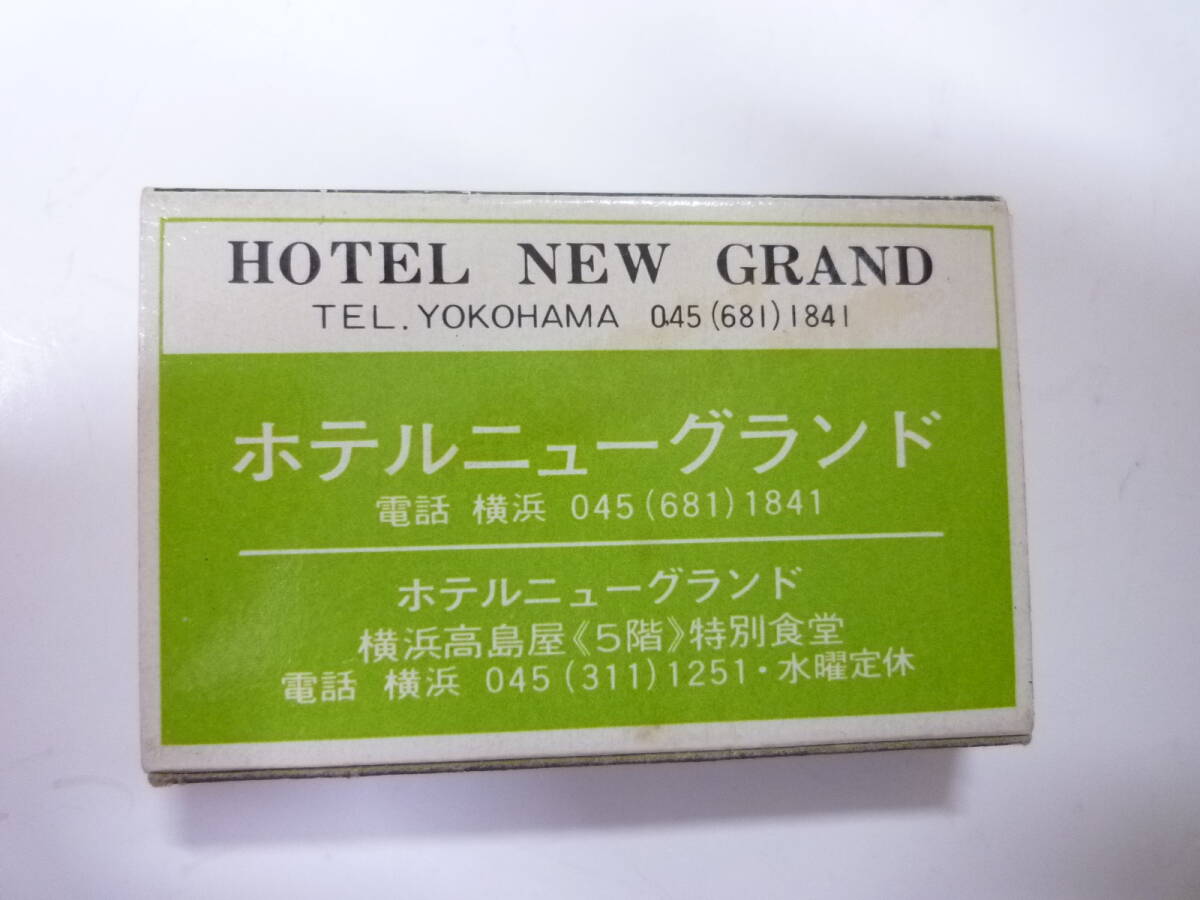 HOTEL NEW GRAND
TEL. YOKOHAMA 045(681)1841
ホテルニューグランド
電話 横浜 045(681)1841
ホテルニューグランド
横浜高島屋《5階》特別食堂
電話 横浜 045(311)1251・水曜定休